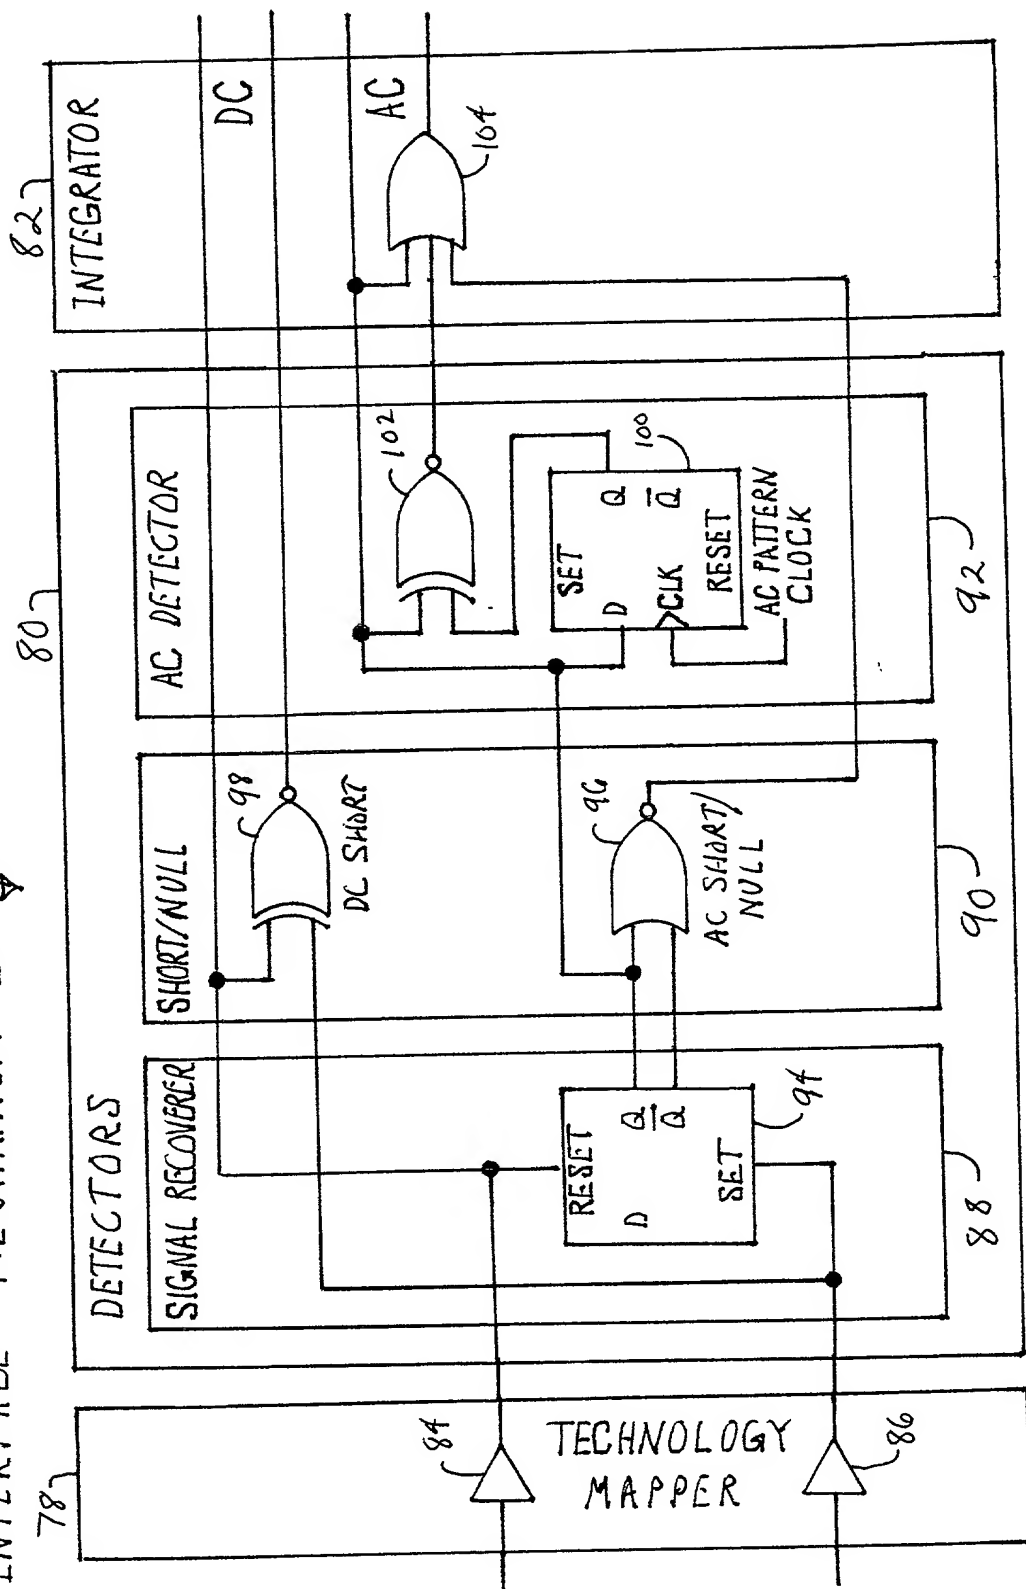 82
INTEGRATOR
DC
AC
104
80
DETECTORS
AC DETECTOR
102
SET
D
Q
Q
CLK
RESET
100
AC PATTERN
CLOCK
92
SHORT/NULL
98
DC SHORT
96
AC SHORT/
NULL
90
SIGNAL RECOVERER
RESET
D
Q
Q
SET
94
88
78
84
TECHNOLOGY
MAPPER
86